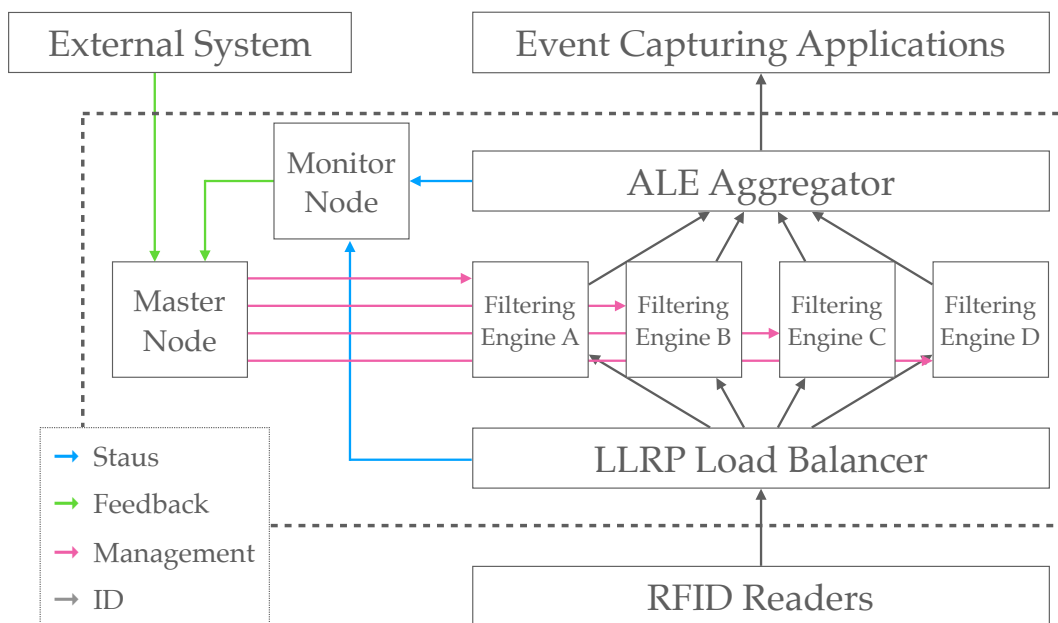 External System
Event Capturing Applications
Monitor
Node
ALE Aggregator
Master
Node
Filtering
Engine A
Filtering
Engine B
Filtering
Engine C
Filtering
Engine D
LLRP Load Balancer
Staus
Feedback
Management
ID
RFID Readers